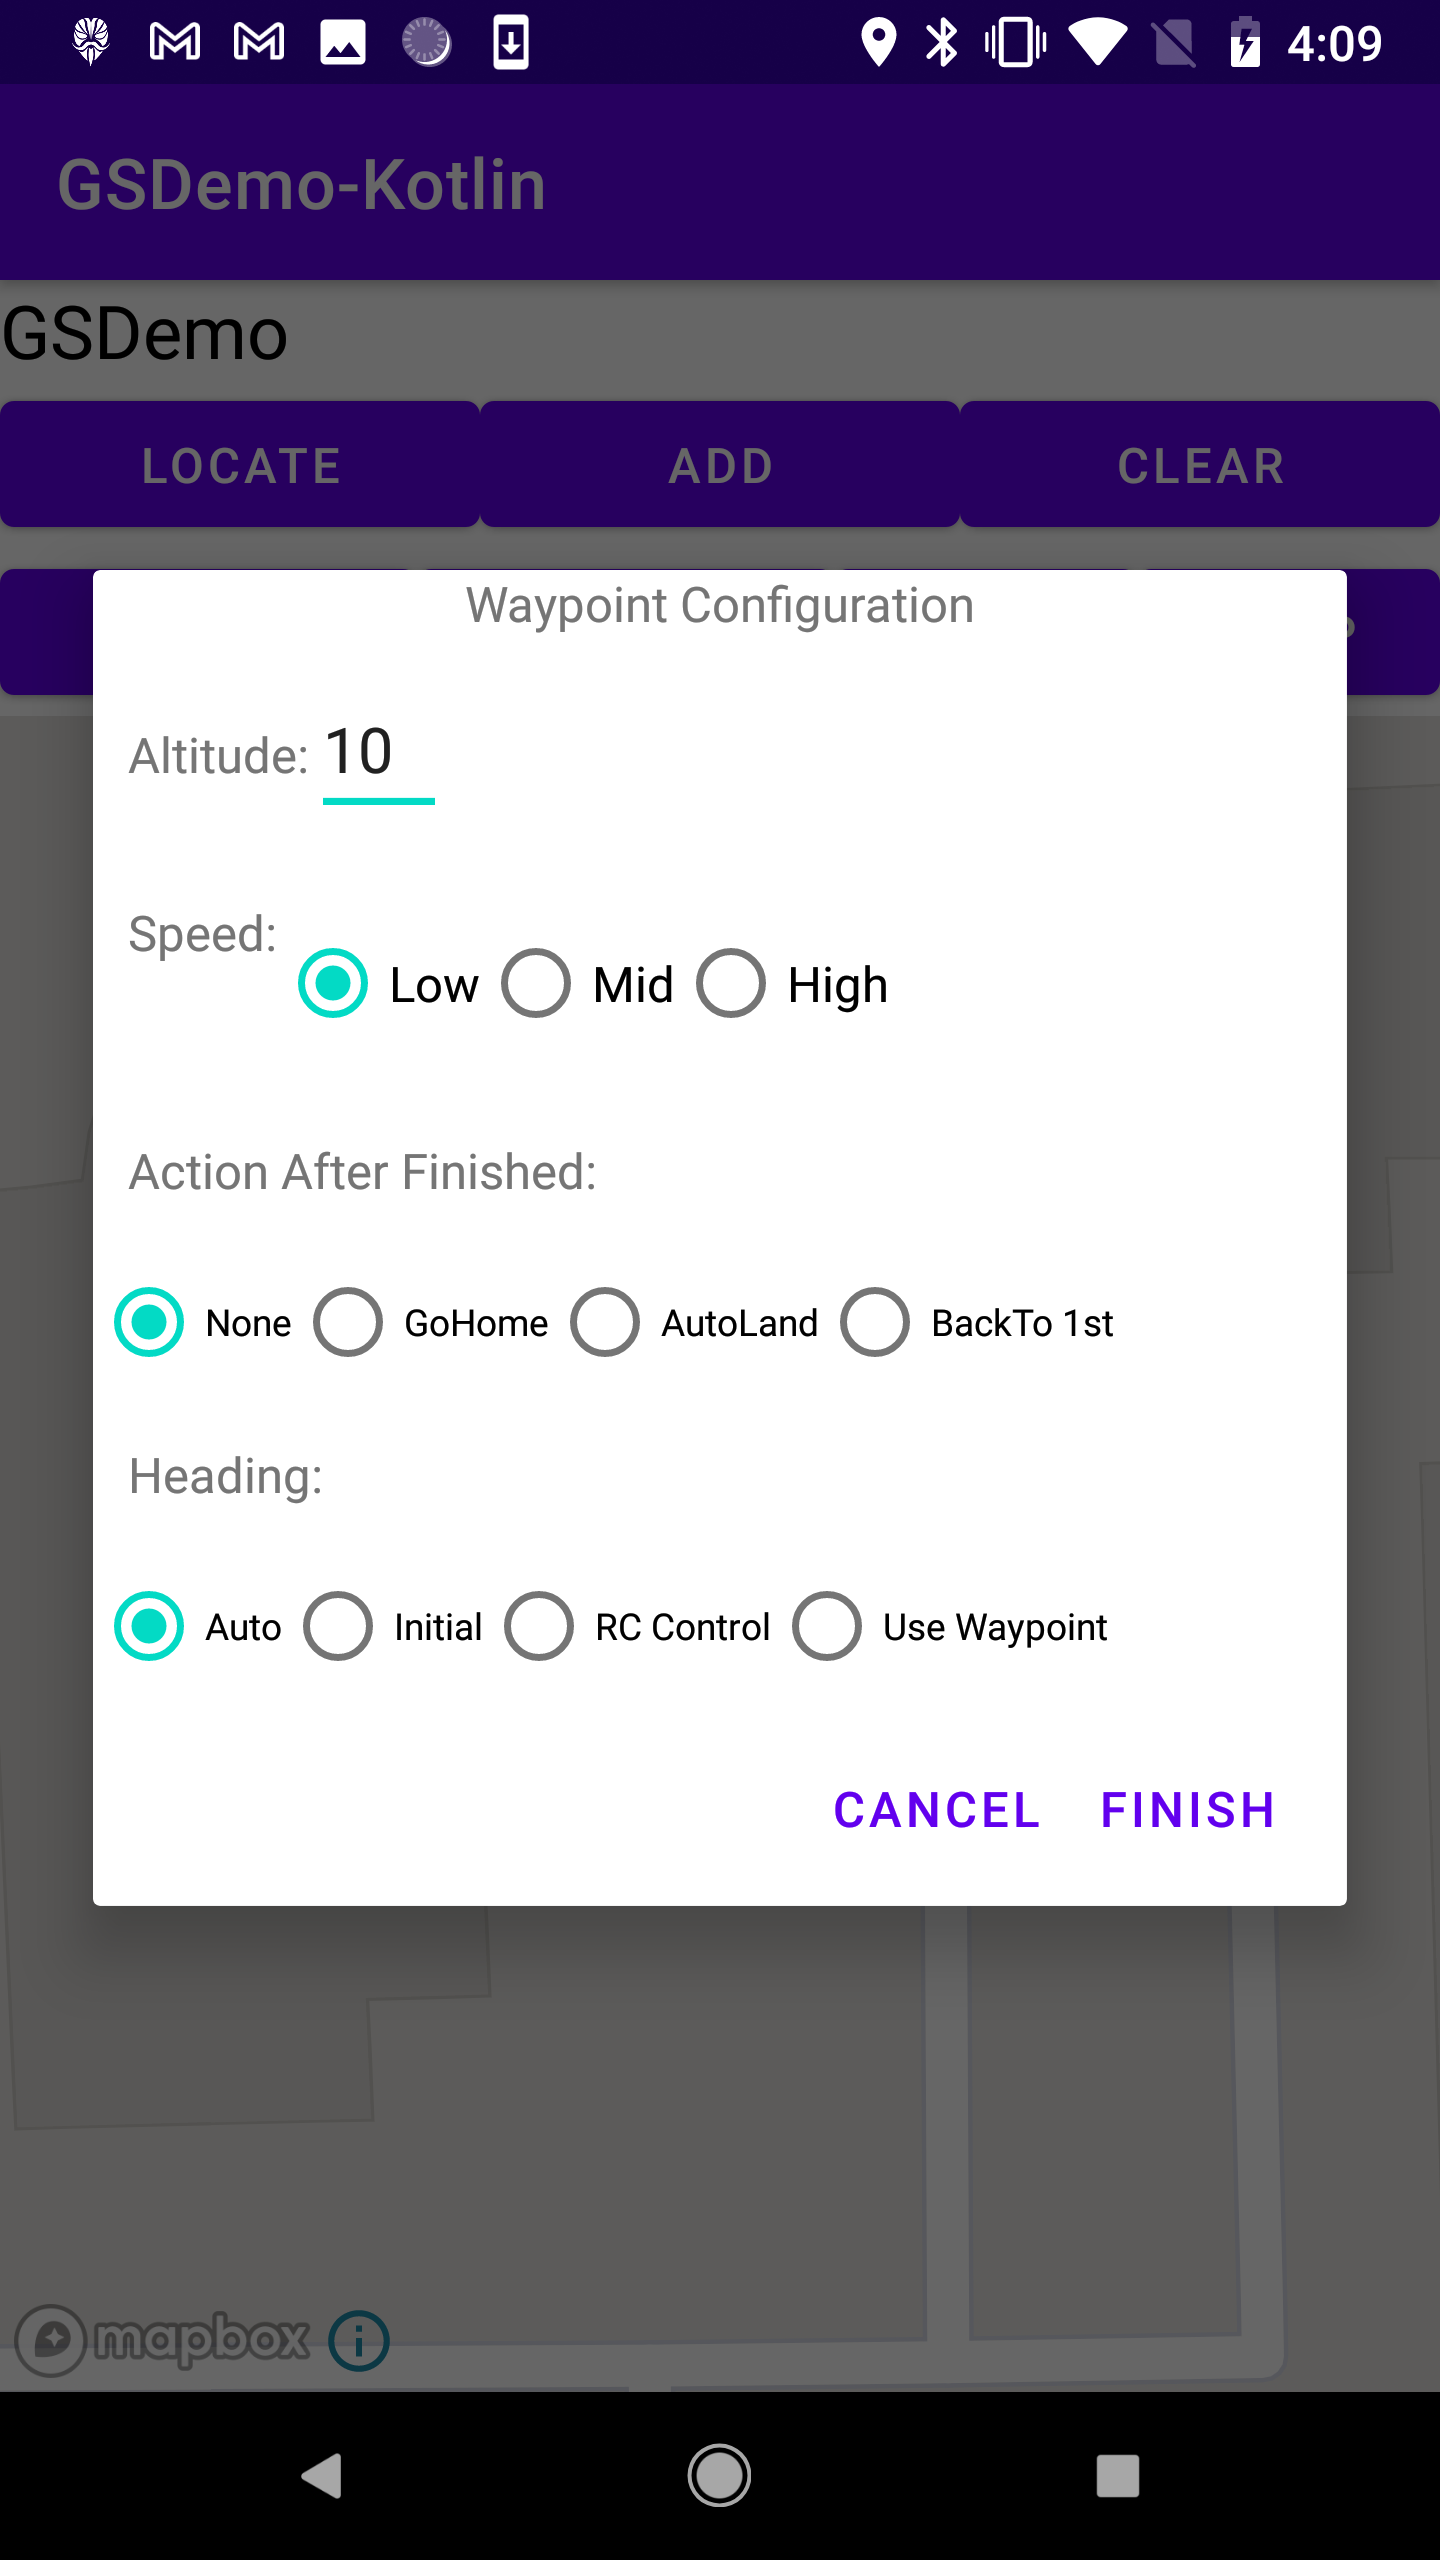 4:09
GSDemo-Kotlin
GSDemo
LOCATE ADD CLEAR
Waypoint Configuration
Altitude: 10
Speed: Low Mid High
Action After Finished:
None GoHome AutoLand BackTo 1st
Heading:
Auto Initial RC Control Use Waypoint
CANCEL FINISH
mapbox